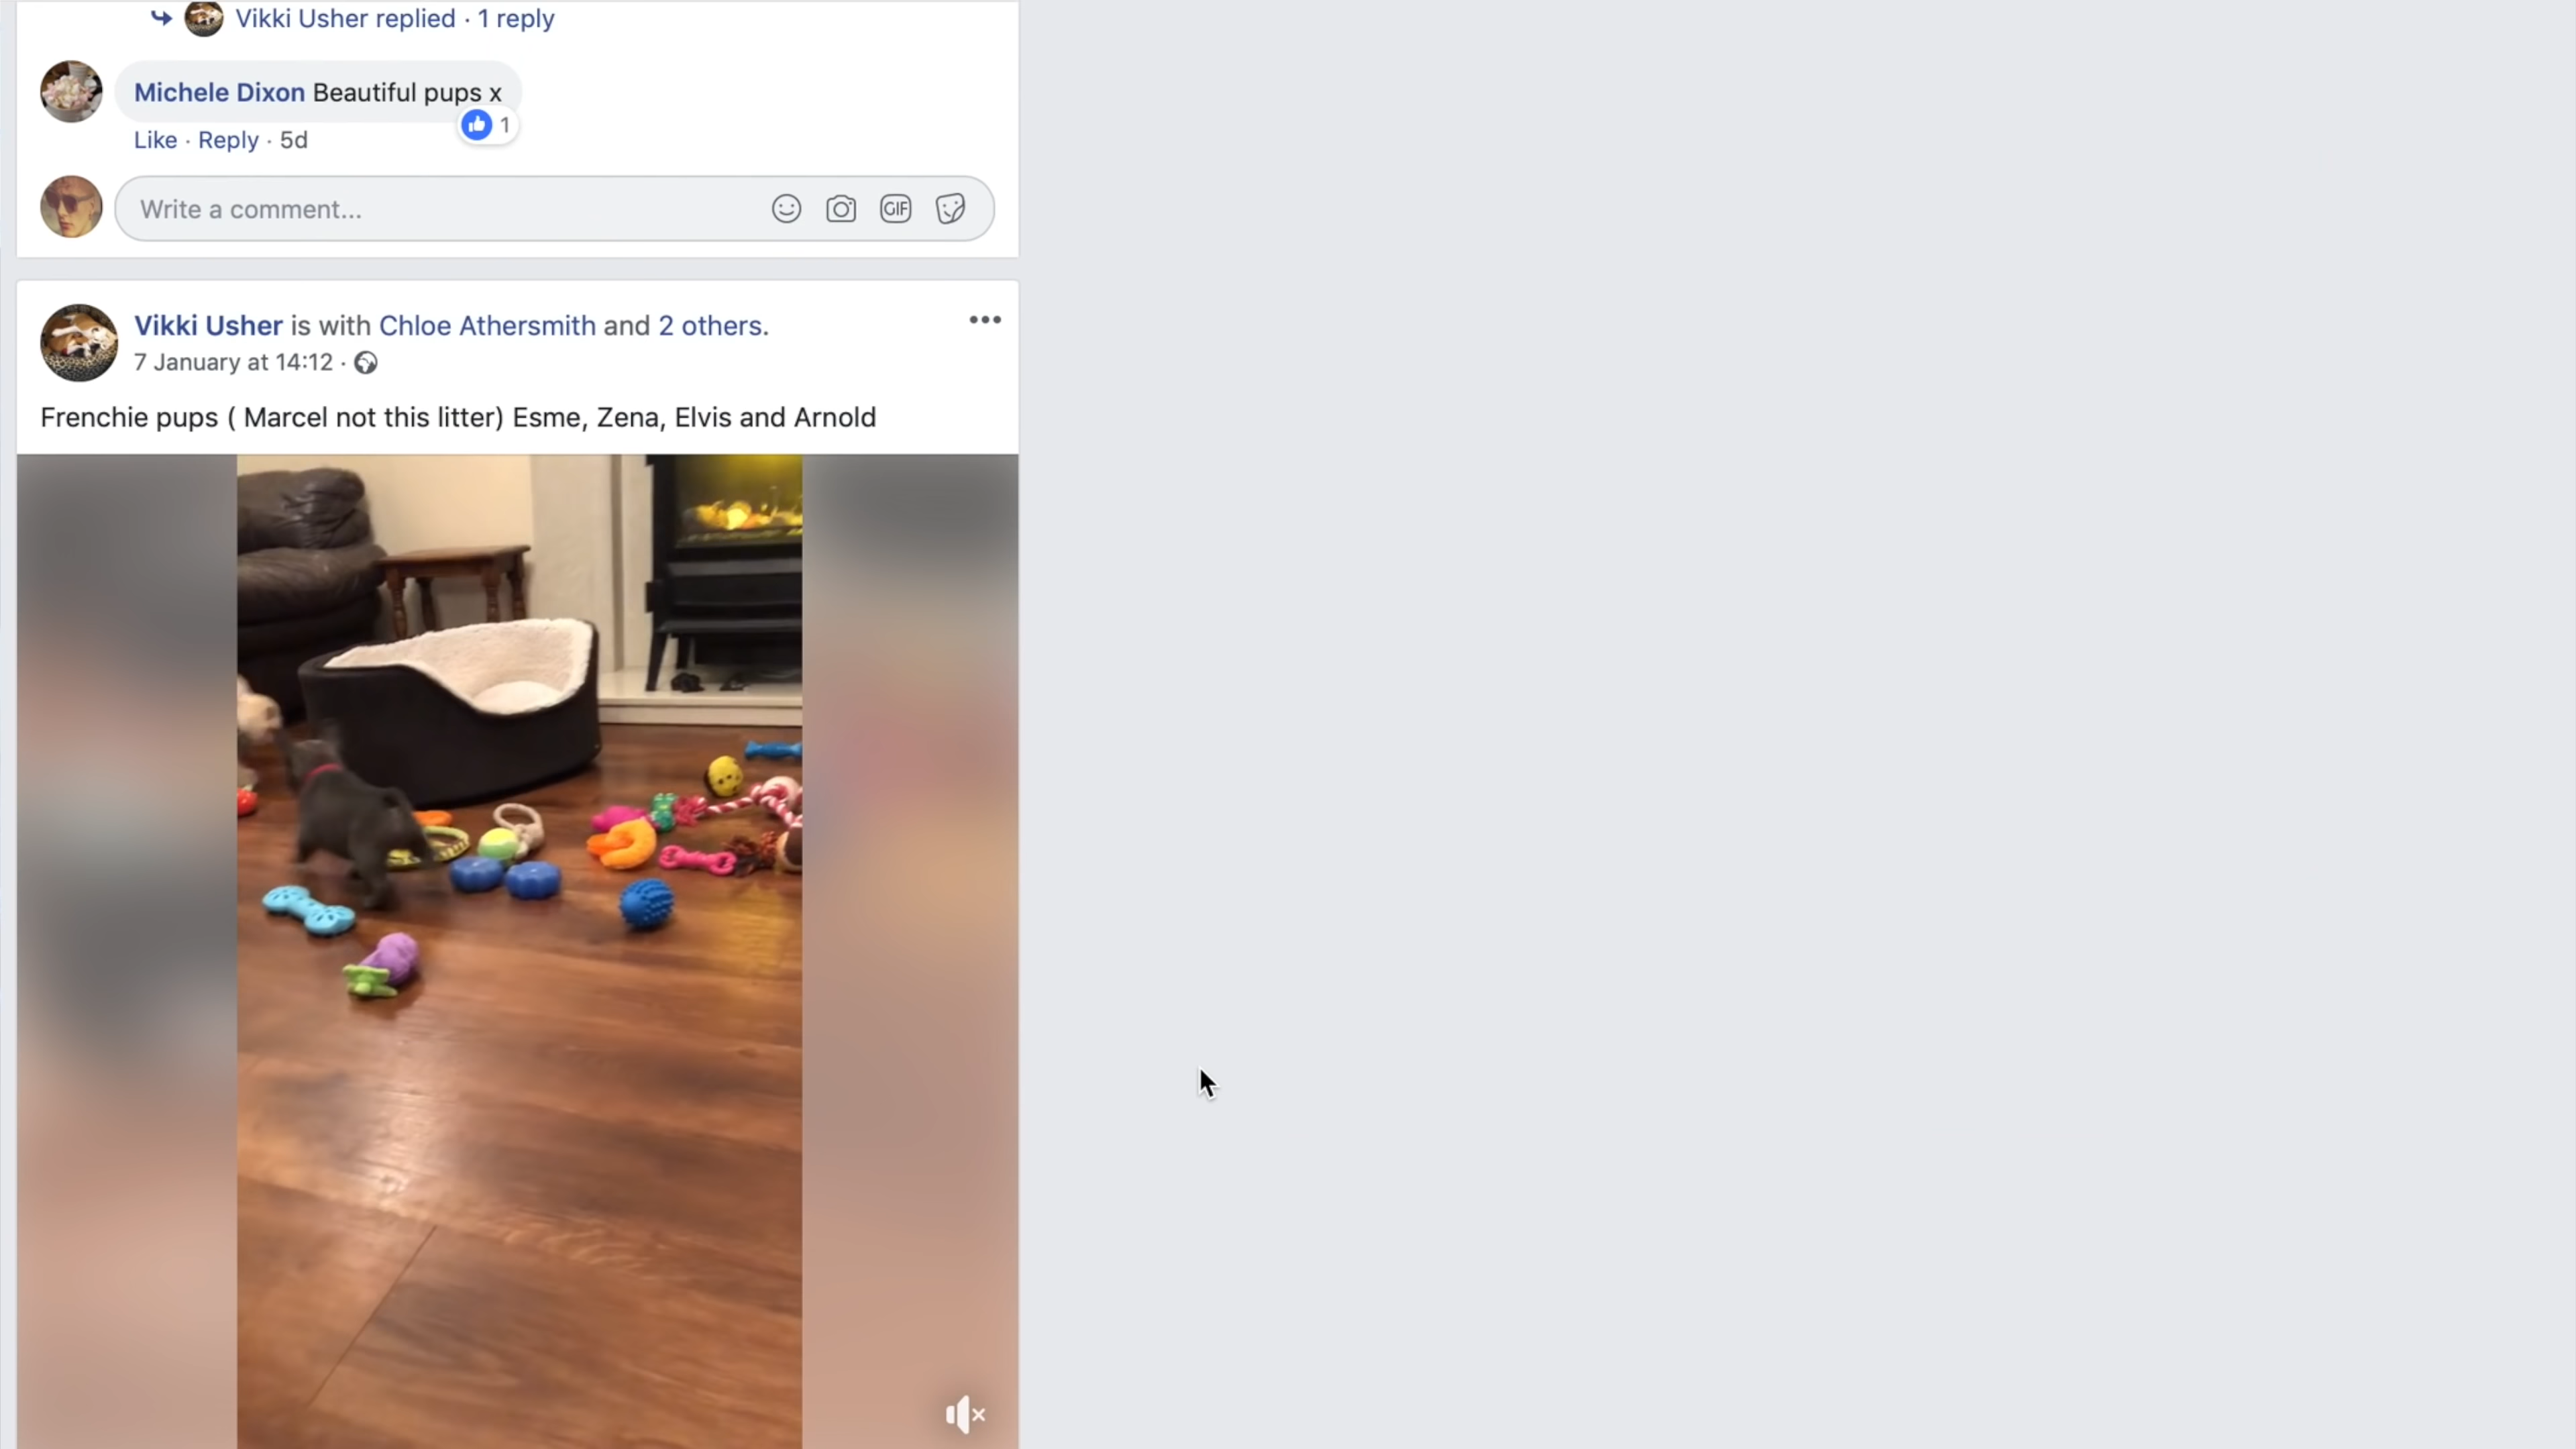 Vikki Usher replied · 1 reply
Michele Dixon Beautiful pups x
1
Like · Reply · 5d
Write a comment...
GIF
Vikki Usher is with Chloe Athersmith and 2 others.
7 January at 14:12 ·
Frenchie pups ( Marcel not this litter) Esme, Zena, Elvis and Arnold